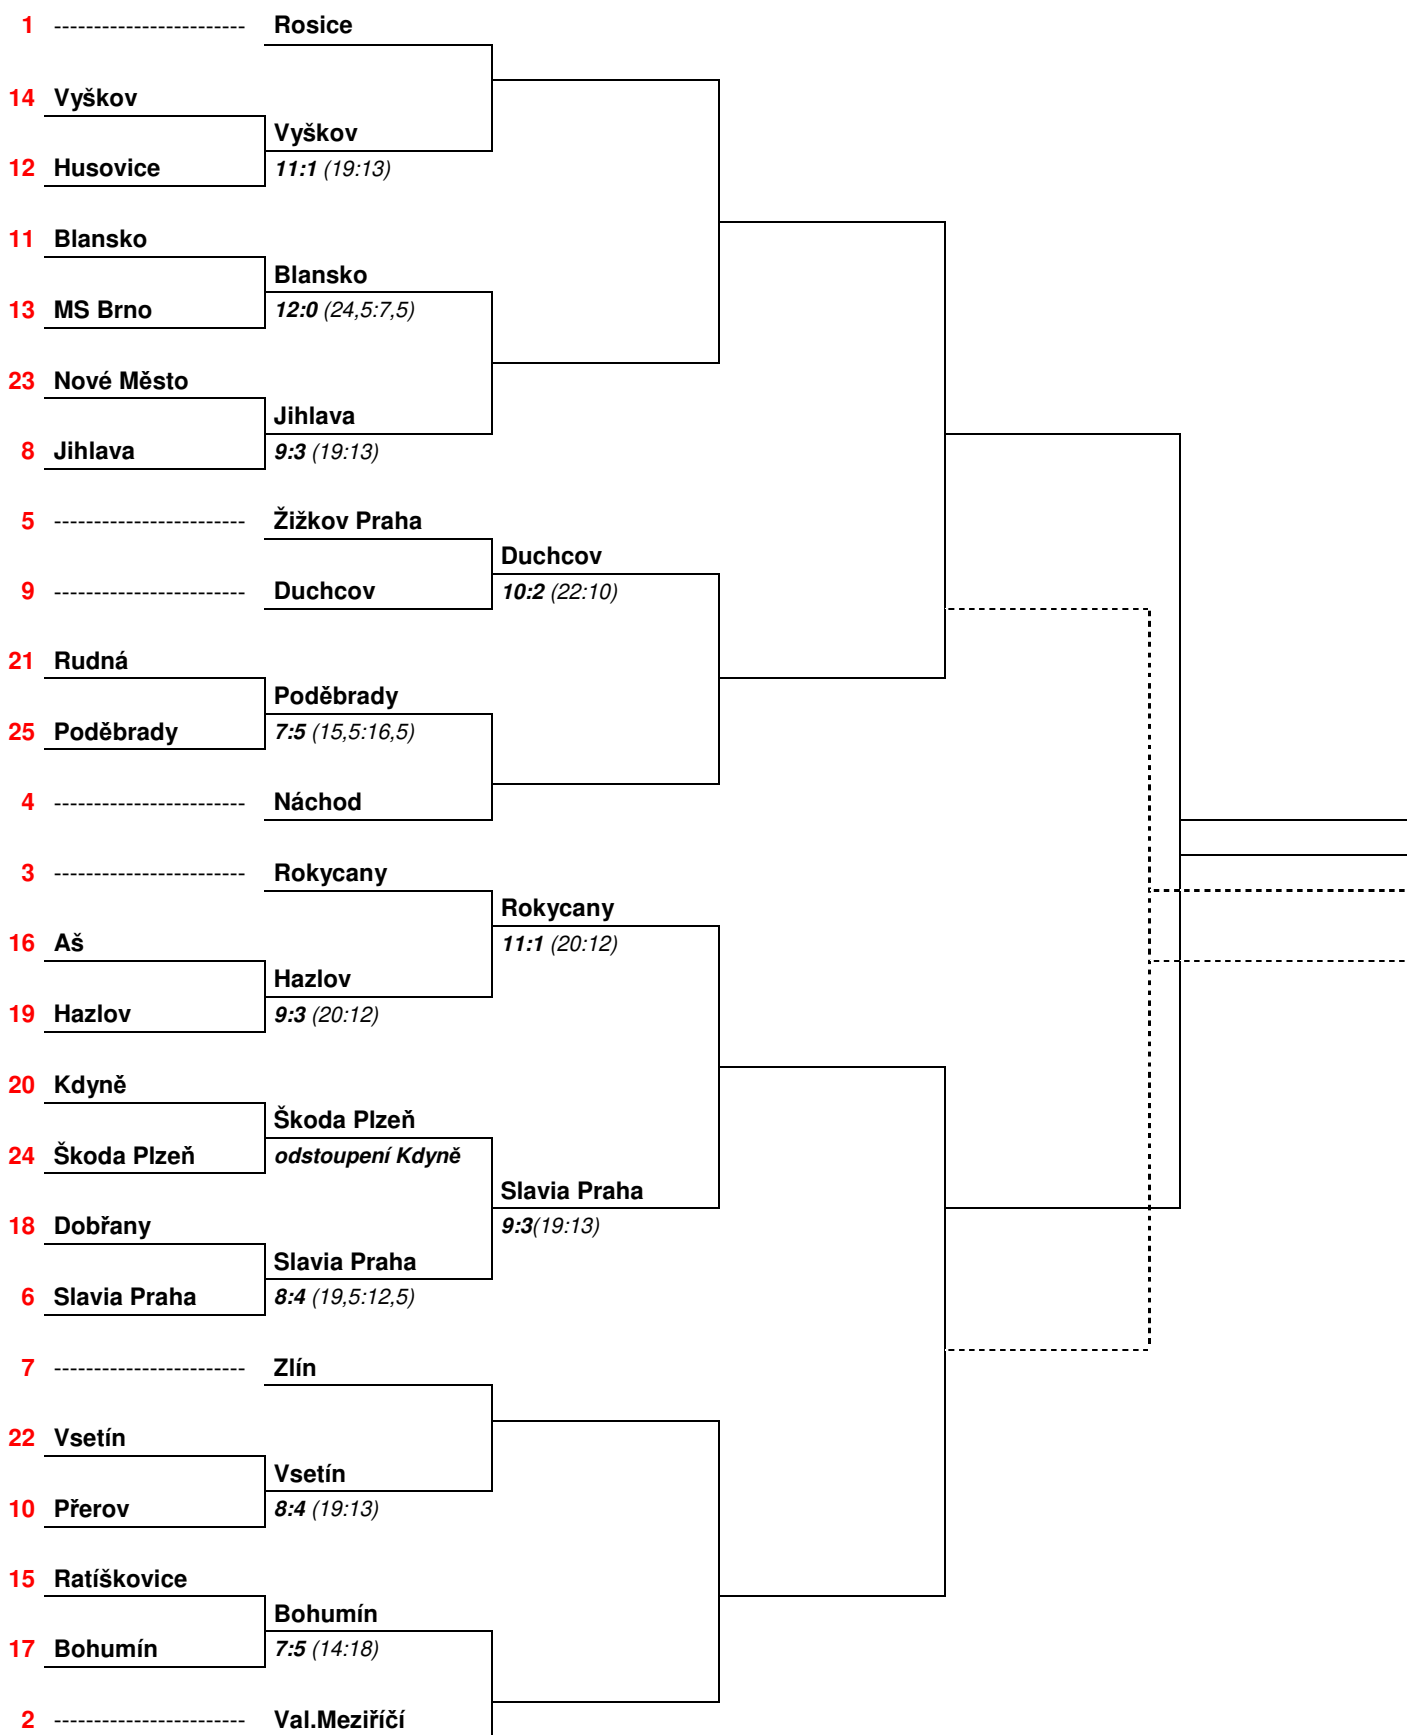 1 ------------------------ Rosice
14 Vyškov
Vyškov
12 Husovice 11:1 (19:13)
11 Blansko
Blansko
13 MS Brno 12:0 (24,5:7,5)
23 Nové Město
Jihlava
8 Jihlava 9:3 (19:13)
5 ------------------------ Žižkov Praha
Duchcov
9 ------------------------ Duchcov 10:2 (22:10)
21 Rudná
Poděbrady
25 Poděbrady 7:5 (15,5:16,5)
4 ------------------------ Náchod
3 ------------------------ Rokycany
Rokycany
16 Aš 11:1 (20:12)
Hazlov
19 Hazlov 9:3 (20:12)
20 Kdyně
Škoda Plzeň
24 Škoda Plzeň odstoupení Kdyně
Slavia Praha
18 Dobřany 9:3(19:13)
Slavia Praha
6 Slavia Praha 8:4 (19,5:12,5)
7 ------------------------ Zlín
22 Vsetín
Vsetín
10 Přerov 8:4 (19:13)
15 Ratíškovice
Bohumín
17 Bohumín 7:5 (14:18)
2 ------------------------ Val.Meziříčí